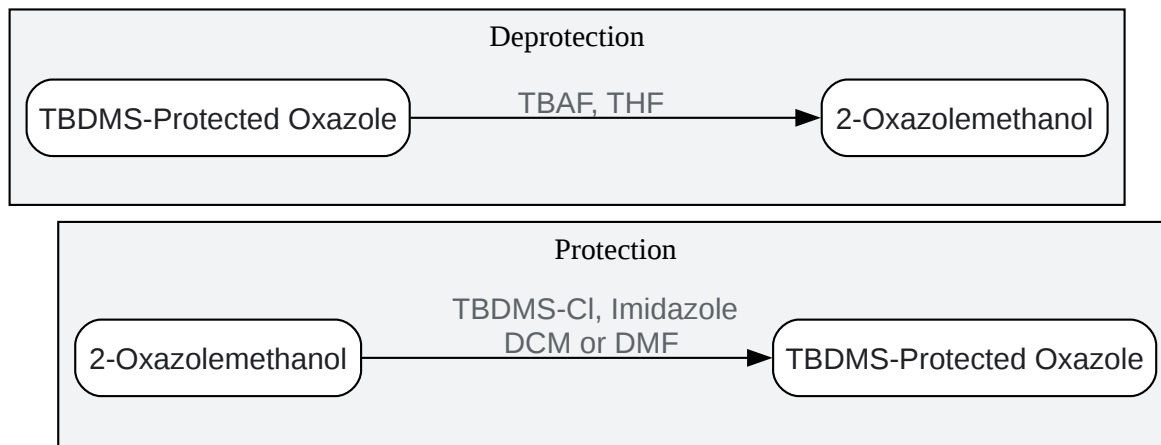 Deprotection
TBDMS-Protected Oxazole
TBAF, THF
2-Oxazolemethanol
Protection
2-Oxazolemethanol
TBDMS-Cl, Imidazole
DCM or DMF
TBDMS-Protected Oxazole